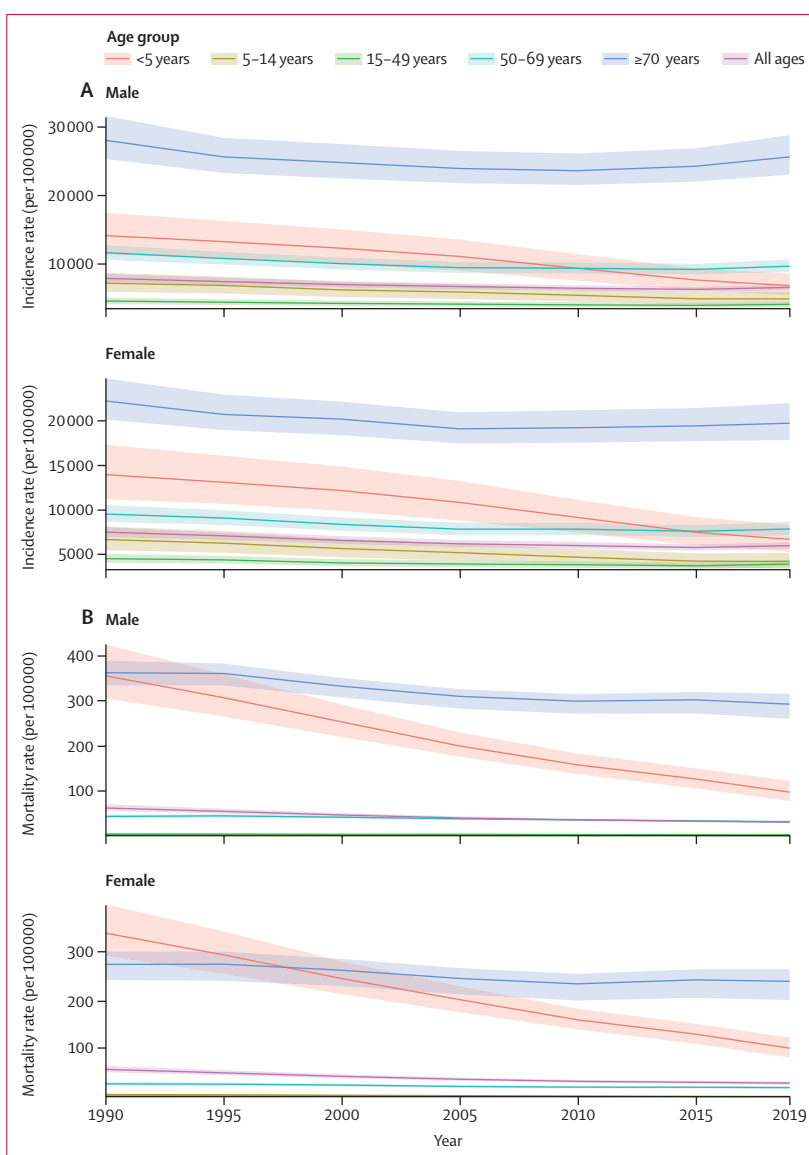 Age group
<5 years 5–14 years 15–49 years 50–69 years ≥70 years All ages
A Male
Incidence rate (per 100 000)
30 000
20 000
10 000
Female
Incidence rate (per 100 000)
20 000
15 000
10 000
5000
B Male
Mortality rate (per 100 000)
400
300
200
100
Female
Mortality rate (per 100 000)
300
200
100
1990 1995 2000 2005 2010 2015 2019
Year